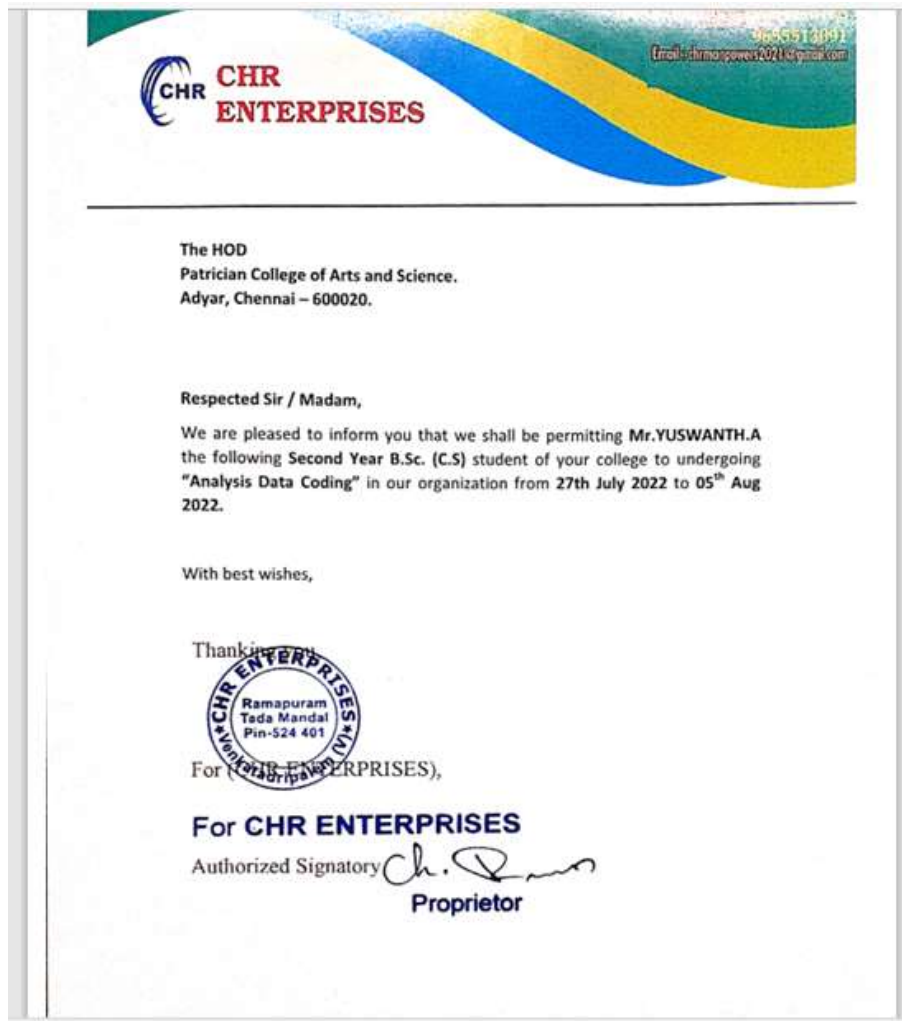 9655513091
CHR
CHR
ENTERPRISES
The HOD
Patrician College of Arts and Science.
Adyar, Chennai – 600020.
Respected Sir / Madam,
We are pleased to inform you that we shall be permitting Mr.YUSWANTH.A
the following Second Year B.Sc. (C.S) student of your college to undergoing
"Analysis Data Coding" in our organization from 27th July 2022 to 05th Aug
2022.
With best wishes,
Thanking you
CHR ENTERPRISES
Ramapuram
Tada Mandal
Pin-524 401
Venkatadripalem (V)
For (CHR ENTERPRISES),
For CHR ENTERPRISES
Authorized Signatory
Proprietor